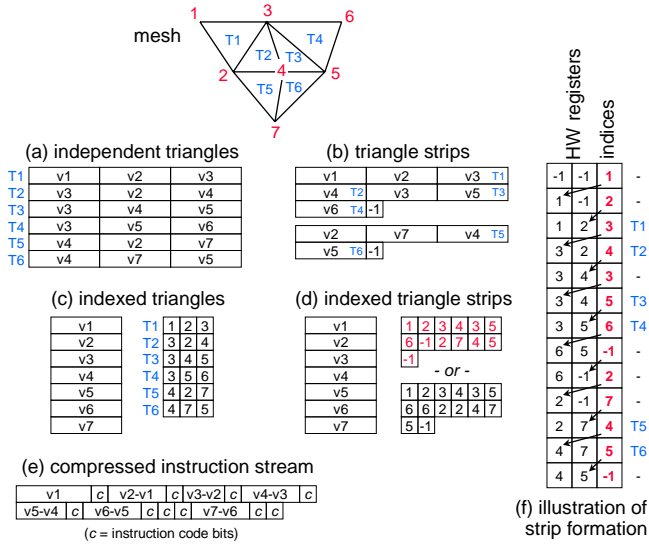 mesh
1
3
6
T1
T4
T2
T3
2
4
5
T5
T6
7
(a) independent triangles
T1 v1 v2 v3
T2 v3 v2 v4
T3 v3 v4 v5
T4 v3 v5 v6
T5 v4 v2 v7
T6 v4 v7 v5
(b) triangle strips
v1 v2 v3 T1
v4 T2 v3 v5 T3
v6 T4 -1
v2 v7 v4 T5
v5 T6 -1
(c) indexed triangles
v1
v2
v3
v4
v5
v6
v7
T1 1 2 3
T2 3 2 4
T3 3 4 5
T4 3 5 6
T5 4 2 7
T6 4 7 5
(d) indexed triangle strips
v1
v2
v3
v4
v5
v6
v7
1 2 3 4 3 5
6 -1 2 7 4 5
-1
- or -
1 2 3 4 3 5
6 6 2 2 4 7
5 -1
(e) compressed instruction stream
v1 c v2-v1 c v3-v2 c v4-v3 c
v5-v4 c v6-v5 c c c v7-v6 c c
(c = instruction code bits)
HW registers
indices
-1 -1 1 -
1 -1 2 -
1 2 3 T1
3 2 4 T2
3 4 3 -
3 4 5 T3
3 5 6 T4
6 5 -1 -
6 -1 2 -
2 -1 7 -
2 7 4 T5
4 7 5 T6
4 5 -1 -
(f) illustration of
strip formation